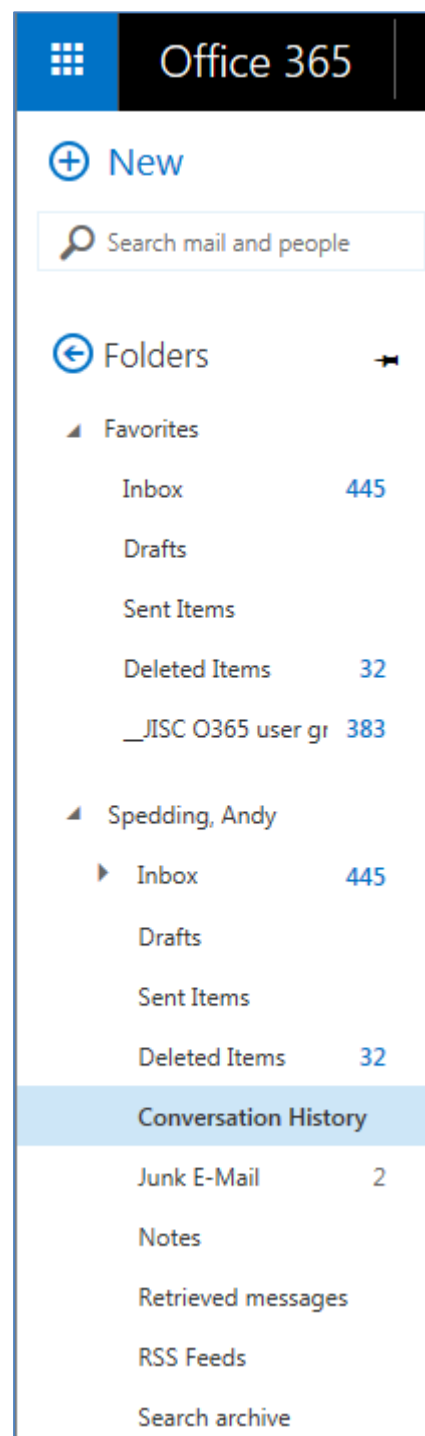 Office 365
New
Search mail and people
Folders
Favorites
Inbox 445
Drafts
Sent Items
Deleted Items 32
__JISC O365 user gr 383
Spedding, Andy
Inbox 445
Drafts
Sent Items
Deleted Items 32
Conversation History
Junk E-Mail 2
Notes
Retrieved messages
RSS Feeds
Search archive